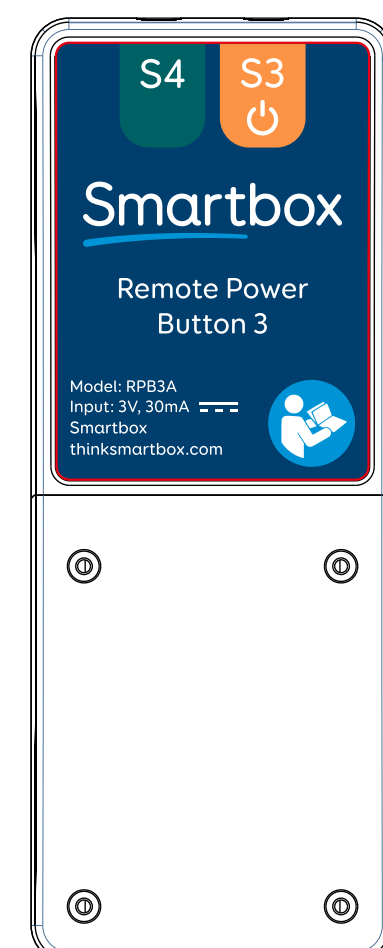 S4 S3
Smartbox
Remote Power
Button 3
Model: RPB3A
Input: 3V, 30mA
Smartbox
thinksmartbox.com